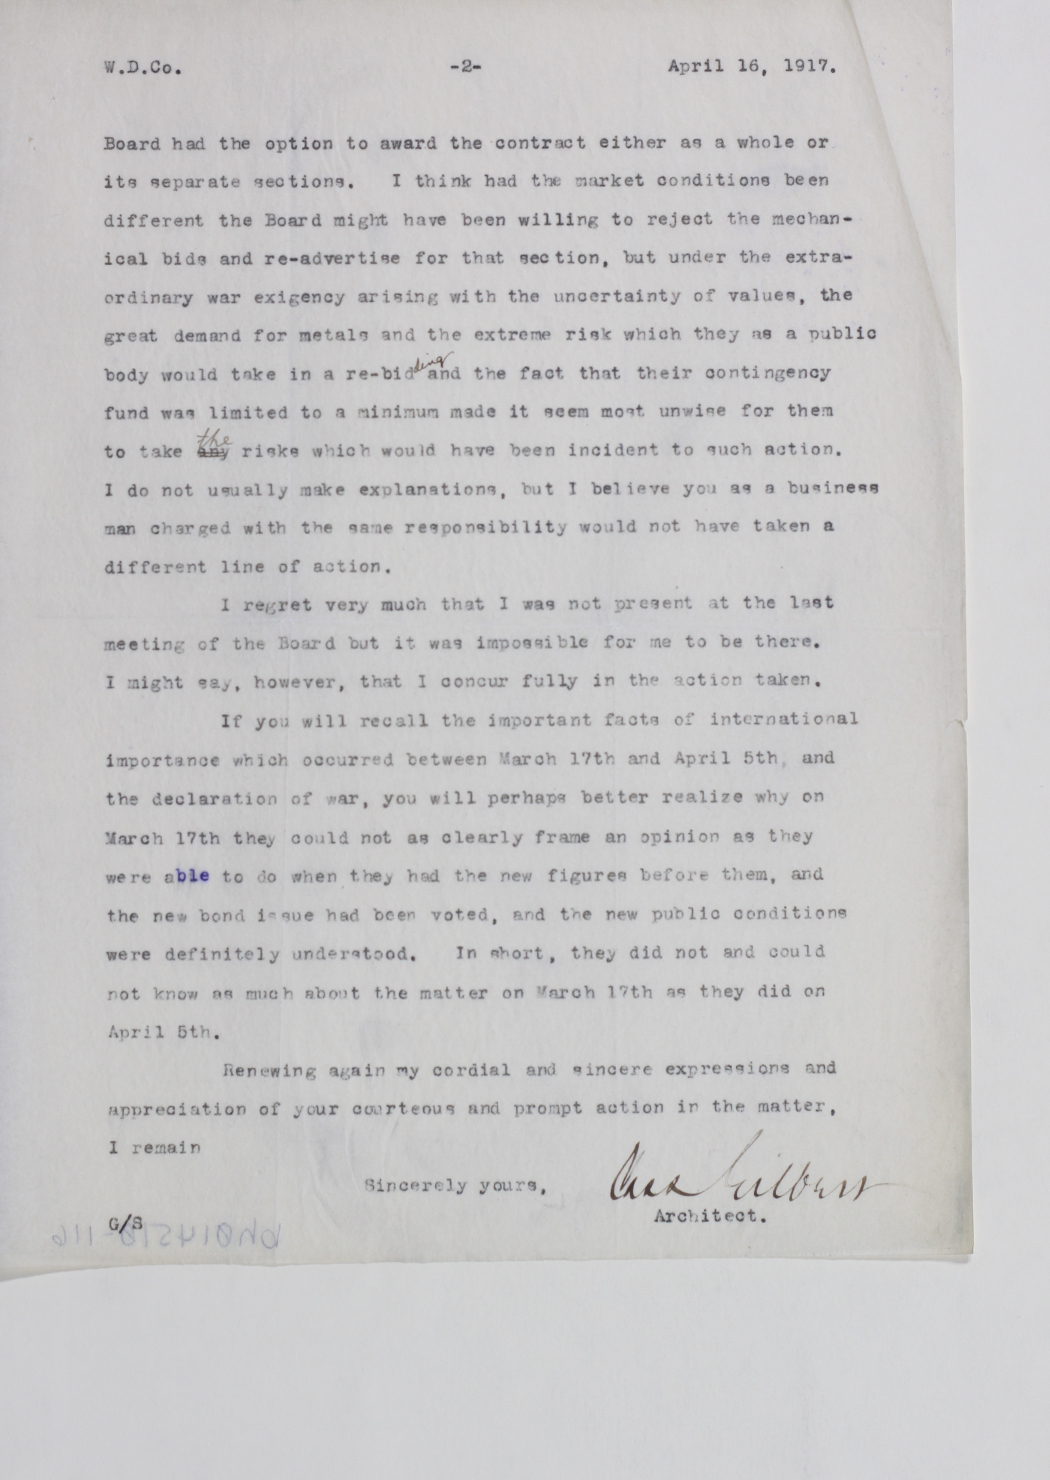 W.D.Co. -2- April 16, 1917.
Board had the option to award the contract either as a whole or
its separate sections. I think had the market conditions been
different the Board might have been willing to reject the mechan-
ical bids and re-advertise for that section, but under the extra-
ordinary war exigency arising with the uncertainty of values, the
great demand for metals and the extreme risk which they as a public
body would take in a re-bidding and the fact that their contingency
fund was limited to a minimum made it seem most unwise for them
to take any the risks which would have been incident to such action.
I do not usually make explanations, but I believe you as a business
man charged with the same responsibility would not have taken a
different line of action.
I regret very much that I was not present at the last
meeting of the Board but it was impossible for me to be there.
I might say, however, that I concur fully in the action taken.
If you will recall the important facts of international
importance which occurred between March 17th and April 5th, and
the declaration of war, you will perhaps better realize why on
March 17th they could not as clearly frame an opinion as they
were able to do when they had the new figures before them, and
the new bond issue had been voted, and the new public conditions
were definitely understood. In short, they did not and could
not know as much about the matter on March 17th as they did on
April 5th.
Renewing again my cordial and sincere expressions and
appreciation of your courteous and prompt action in the matter,
I remain
Sincerely yours, Cass Gilbert
Architect.
G/S